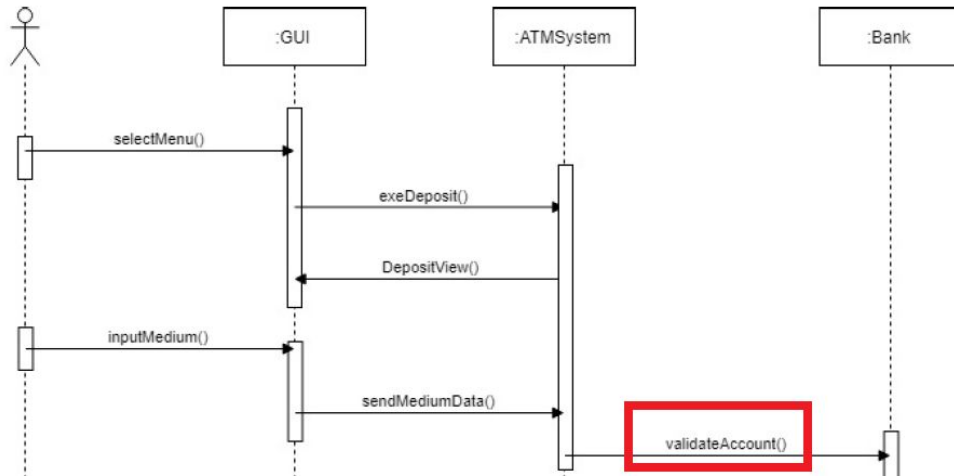 :GUI
:ATMSystem
:Bank
selectMenu()
exeDeposit()
DepositView()
inputMedium()
sendMediumData()
validateAccount()